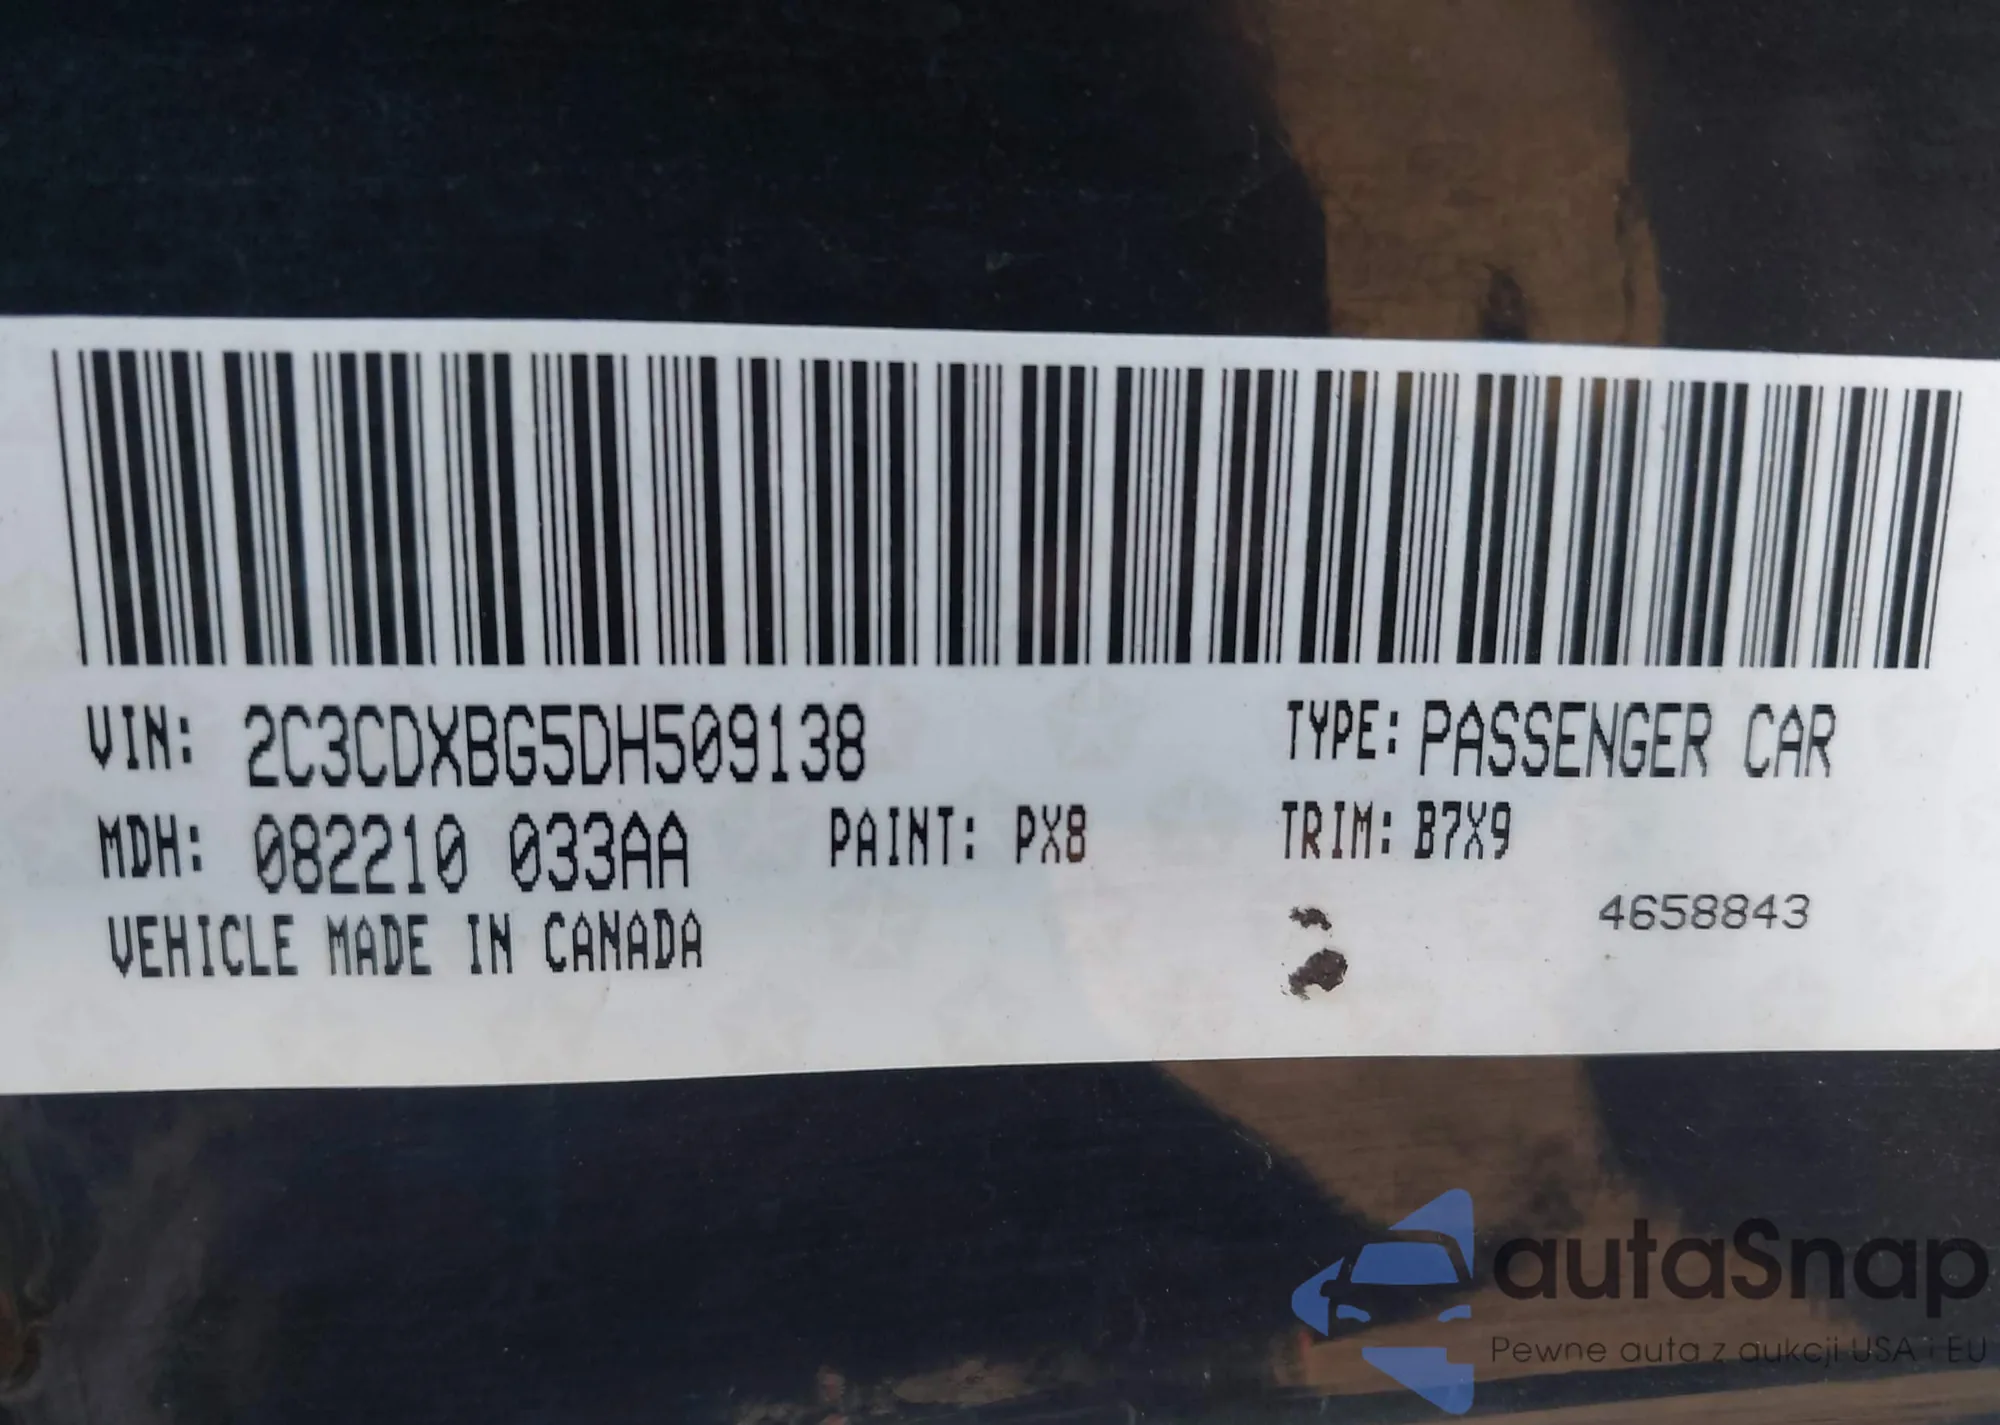 VIN: 2C3CDXBG5DH509138 TYPE: PASSENGER CAR
MDH: 082210 033AA PAINT: PX8 TRIM: B7X9
4658843
VEHICLE MADE IN CANADA
autaSnap
Pewne auta z aukcji USA i EU